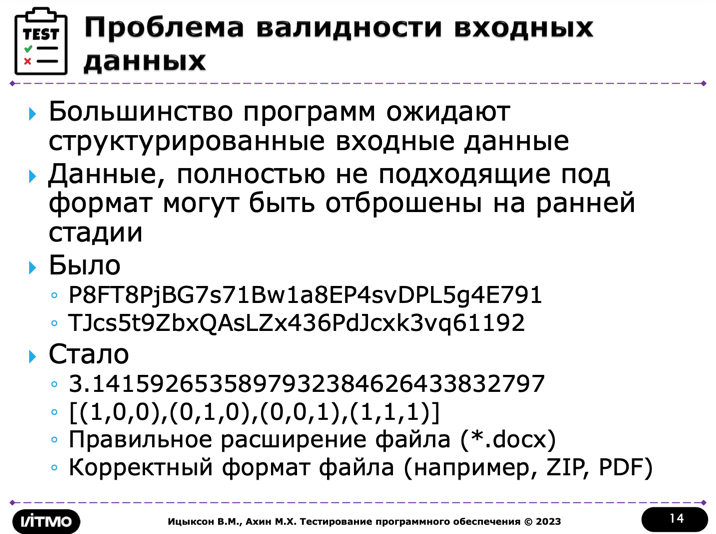 TEST
Проблема валидности входных
данных
Большинство программ ожидают
структурированные входные данные
Данные, полностью не подходящие под
формат могут быть отброшены на ранней
стадии
Было
P8FT8PjBG7s71Bw1a8EP4svDPL5g4E791
TJcs5t9ZbxQAsLZx436PdJcxk3vq61192
Стало
3.14159265358979323846264338327​97
[(1,0,0),(0,1,0),(0,0,1),(1,1,1)]
Правильное расширение файла (*.docx)
Корректный формат файла (например, ZIP, PDF)
ИТМО
Ицыксон В.М., Ахин М.Х. Тестирование программного обеспечения © 2023
14